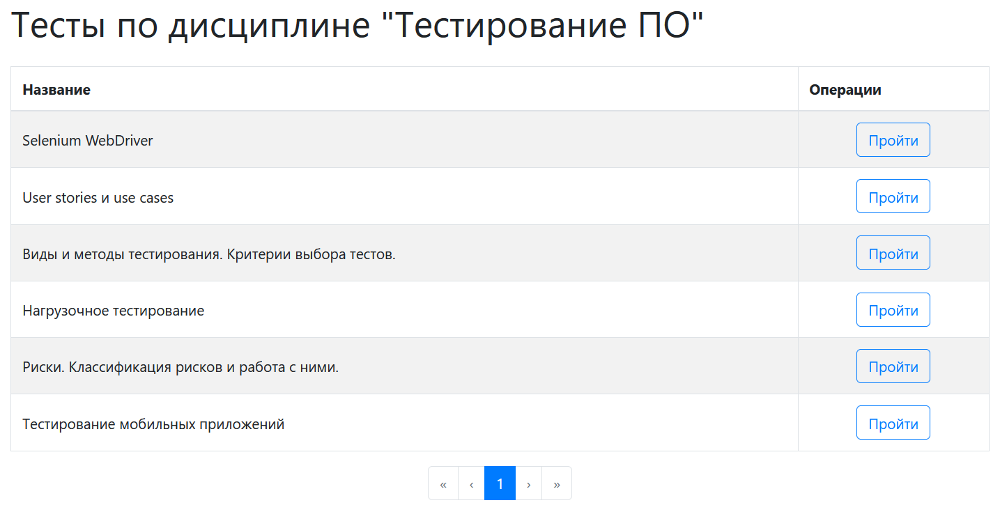 Тесты по дисциплине "Тестирование ПО"
Название Операции
Selenium WebDriver Пройти
User stories и use cases Пройти
Виды и методы тестирования. Критерии выбора тестов. Пройти
Нагрузочное тестирование Пройти
Риски. Классификация рисков и работа с ними. Пройти
Тестирование мобильных приложений Пройти
« ‹ 1 › »